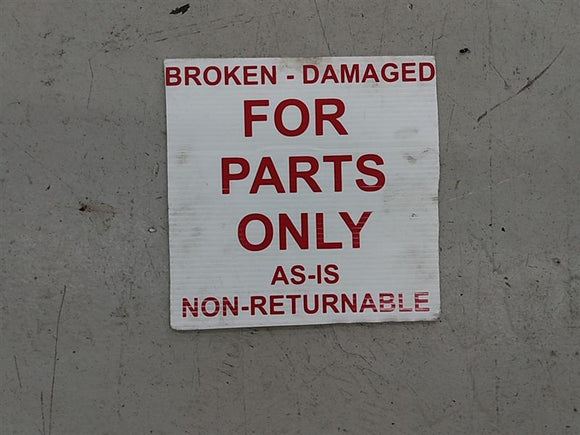 BROKEN - DAMAGED
FOR
PARTS
ONLY
AS-IS
NON-RETURNABLE